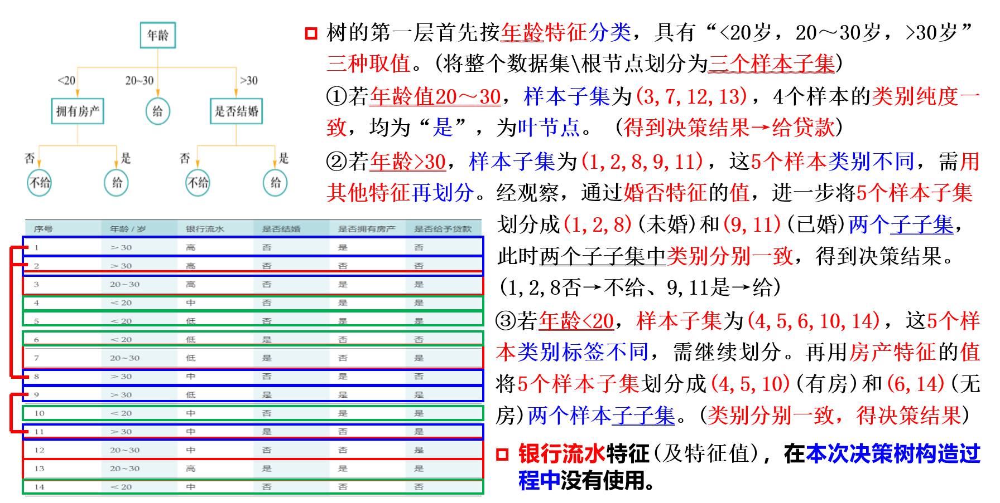 年龄
<20
20~30
>30
拥有房产
给
是否结婚
否
是
否
是
不给
给
不给
给
树的第一层首先按年龄特征分类，具有“<20岁，20～30岁，>30岁”
三种取值。(将整个数据集\根节点划分为三个样本子集)
①若年龄值20～30，样本子集为(3,7,12,13)，4个样本的类别纯度一
致，均为“是”，为叶节点。 (得到决策结果→给贷款)
②若年龄>30，样本子集为(1,2,8,9,11)，这5个样本类别不同，需用
其他特征再划分。经观察，通过婚否特征的值，进一步将5个样本子集
划分成(1,2,8)(未婚)和(9,11)(已婚)两个子子集，
此时两个子子集中类别分别一致，得到决策结果。
(1,2,8否→不给、9,11是→给)
③若年龄<20，样本子集为(4,5,6,10,14)，这5个样
本类别标签不同，需继续划分。再用房产特征的值
将5个样本子集划分成(4,5,10)(有房)和(6,14)(无
房)两个样本子子集。(类别分别一致，得决策结果)
银行流水特征(及特征值)，在本次决策树构造过
程中没有使用。
序号 年龄 / 岁 银行流水 是否结婚 是否拥有房产 是否给予贷款
1 >30 高 否 是 否
2 >30 高 否 否 否
3 20~30 高 否 是 是
4 <20 中 否 是 是
5 <20 低 否 是 是
6 <20 低 是 否 否
7 20~30 低 是 否 是
8 >30 中 否 是 否
9 >30 低 是 是 是
10 <20 中 否 是 是
11 >30 中 是 否 是
12 20~30 中 否 否 是
13 20~30 高 是 是 是
14 <20 中 否 否 否